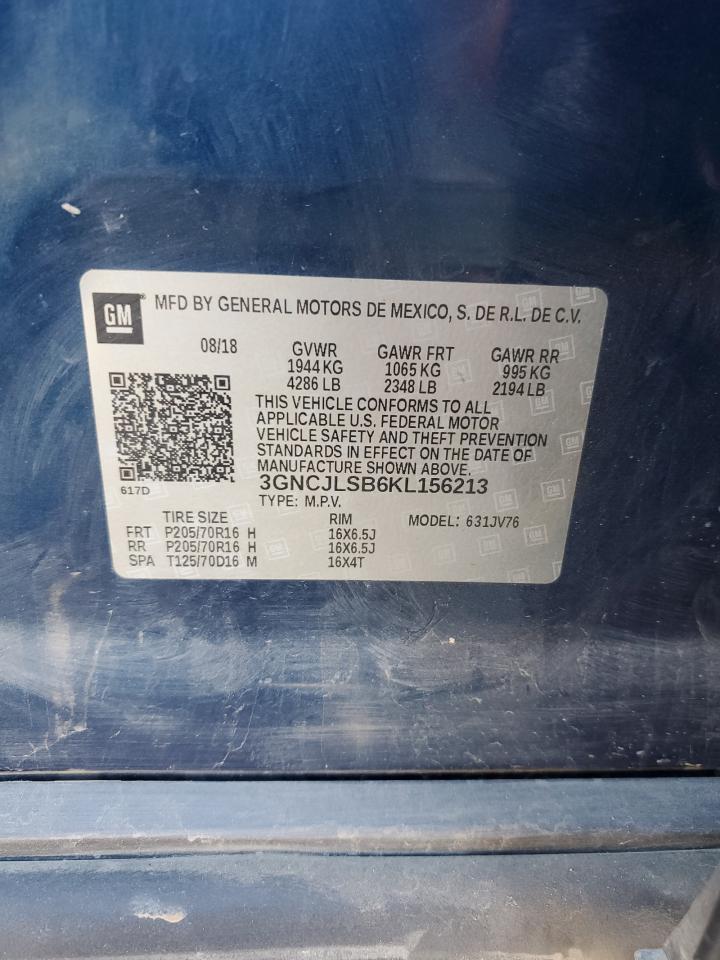 GM
MFD BY GENERAL MOTORS DE MEXICO, S. DE R.L. DE C.V.
08/18 GVWR GAWR FRT GAWR RR
1944 KG 1065 KG 995 KG
4286 LB 2348 LB 2194 LB
THIS VEHICLE CONFORMS TO ALL
APPLICABLE U.S. FEDERAL MOTOR
VEHICLE SAFETY AND THEFT PREVENTION
STANDARDS IN EFFECT ON THE DATE OF
MANUFACTURE SHOWN ABOVE.
617D
3GNCJLSB6KL156213
TYPE: M.P.V.
TIRE SIZE RIM MODEL: 631JV76
FRT P205/70R16 H 16X6.5J
RR P205/70R16 H 16X6.5J
SPA T125/70D16 M 16X4T